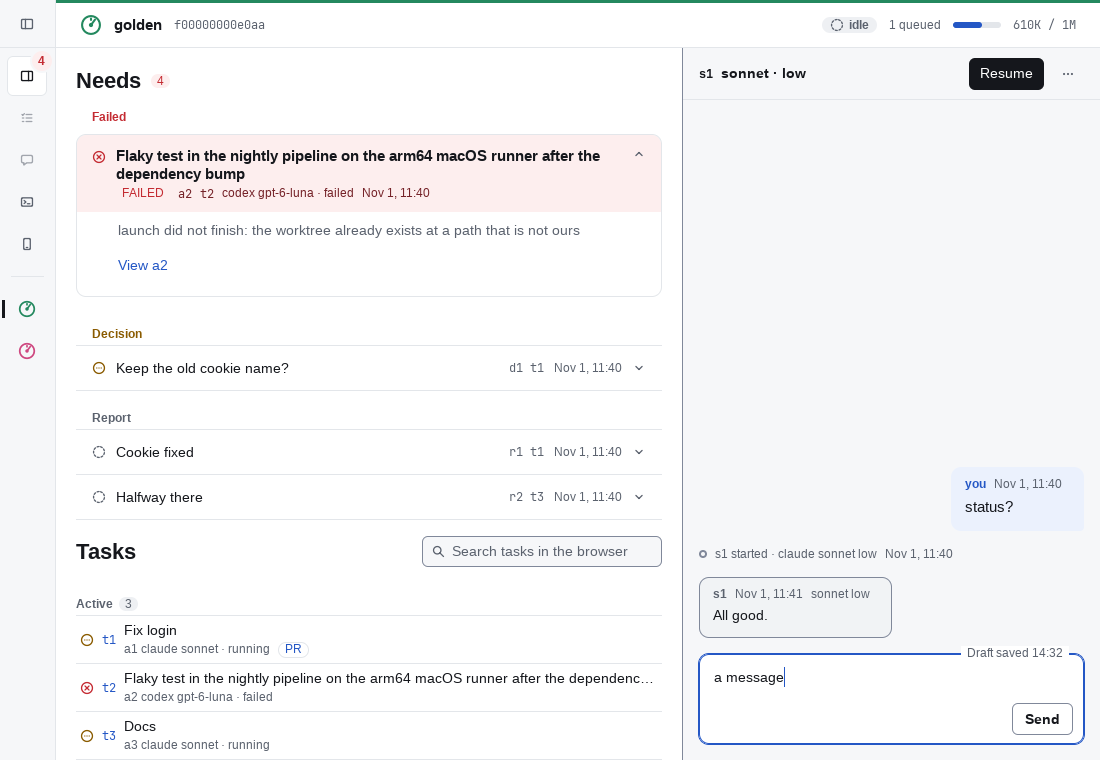 4
golden f00000000e0aa
idle 1 queued 610K / 1M
Needs 4
Failed
Flaky test in the nightly pipeline on the arm64 macOS runner after the
dependency bump
FAILED a2 t2 codex gpt-6-luna · failed Nov 1, 11:40
launch did not finish: the worktree already exists at a path that is not ours
View a2
Decision
Keep the old cookie name? d1 t1 Nov 1, 11:40
Report
Cookie fixed r1 t1 Nov 1, 11:40
Halfway there r2 t3 Nov 1, 11:40
Tasks
Search tasks in the browser
Active 3
t1 Fix login
a1 claude sonnet · running PR
t2 Flaky test in the nightly pipeline on the arm64 macOS runner after the dependenc…
a2 codex gpt-6-luna · failed
t3 Docs
a3 claude sonnet · running
s1 sonnet · low
Resume
you Nov 1, 11:40
status?
s1 started · claude sonnet low Nov 1, 11:40
s1 Nov 1, 11:41 sonnet low
All good.
Draft saved 14:32
a message
Send